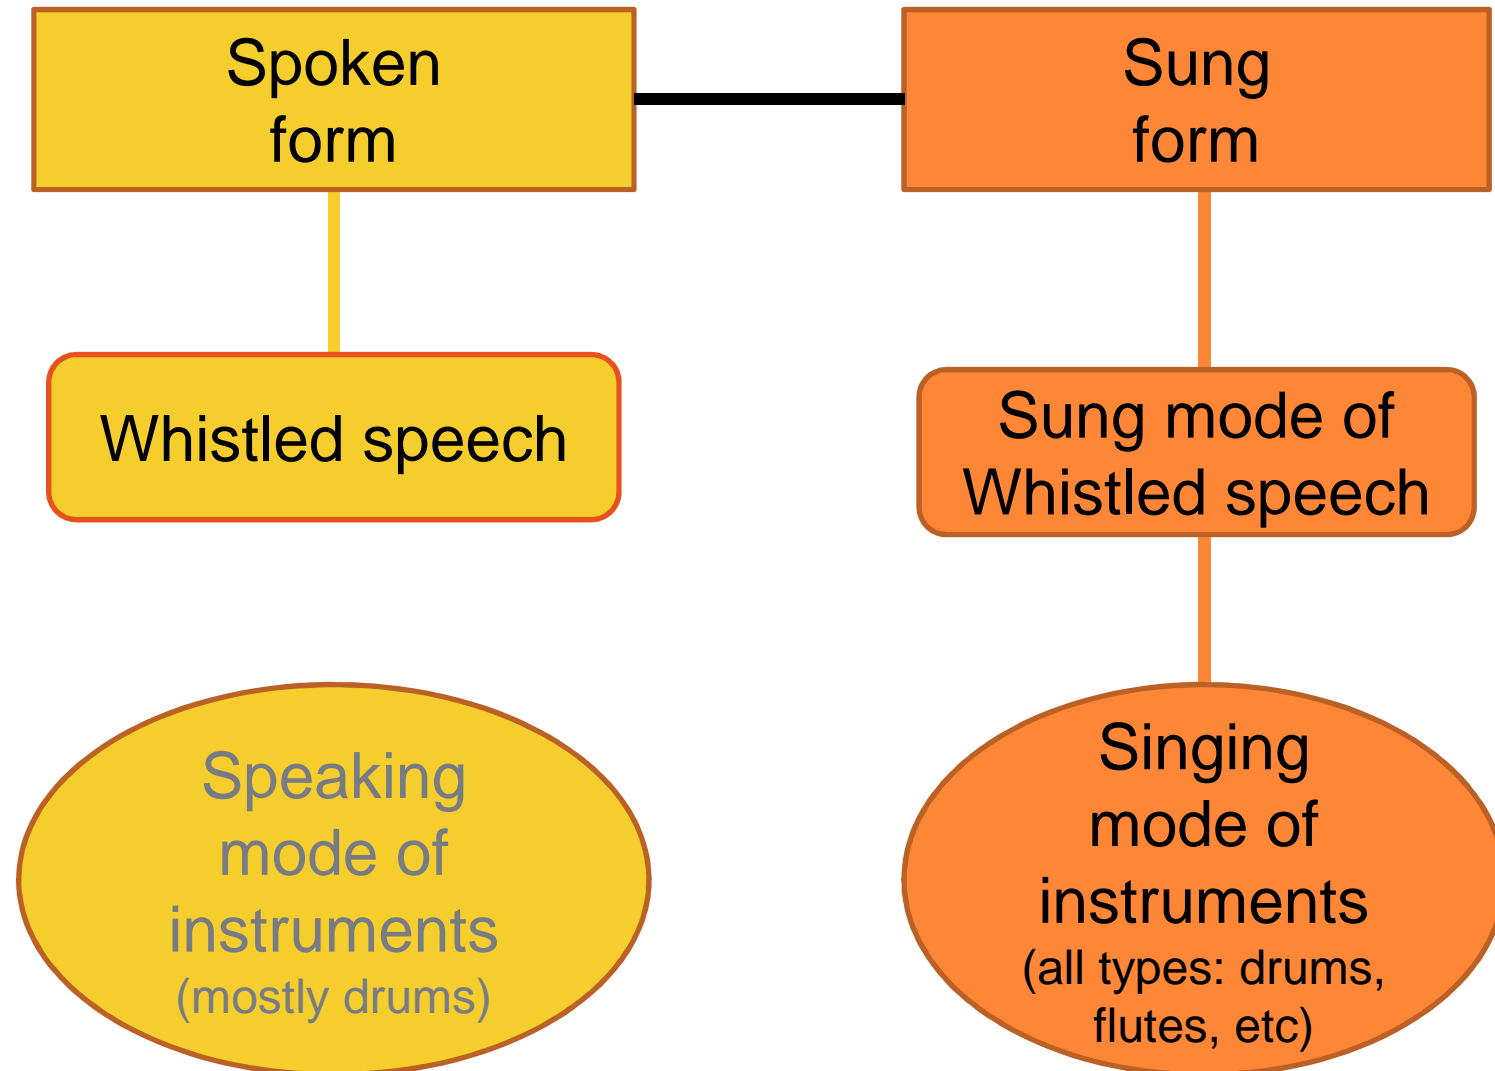 Spoken
form
Sung
form
Whistled speech
Sung mode of
Whistled speech
Speaking
mode of
instruments
(mostly drums)
Singing
mode of
instruments
(all types: drums,
flutes, etc)